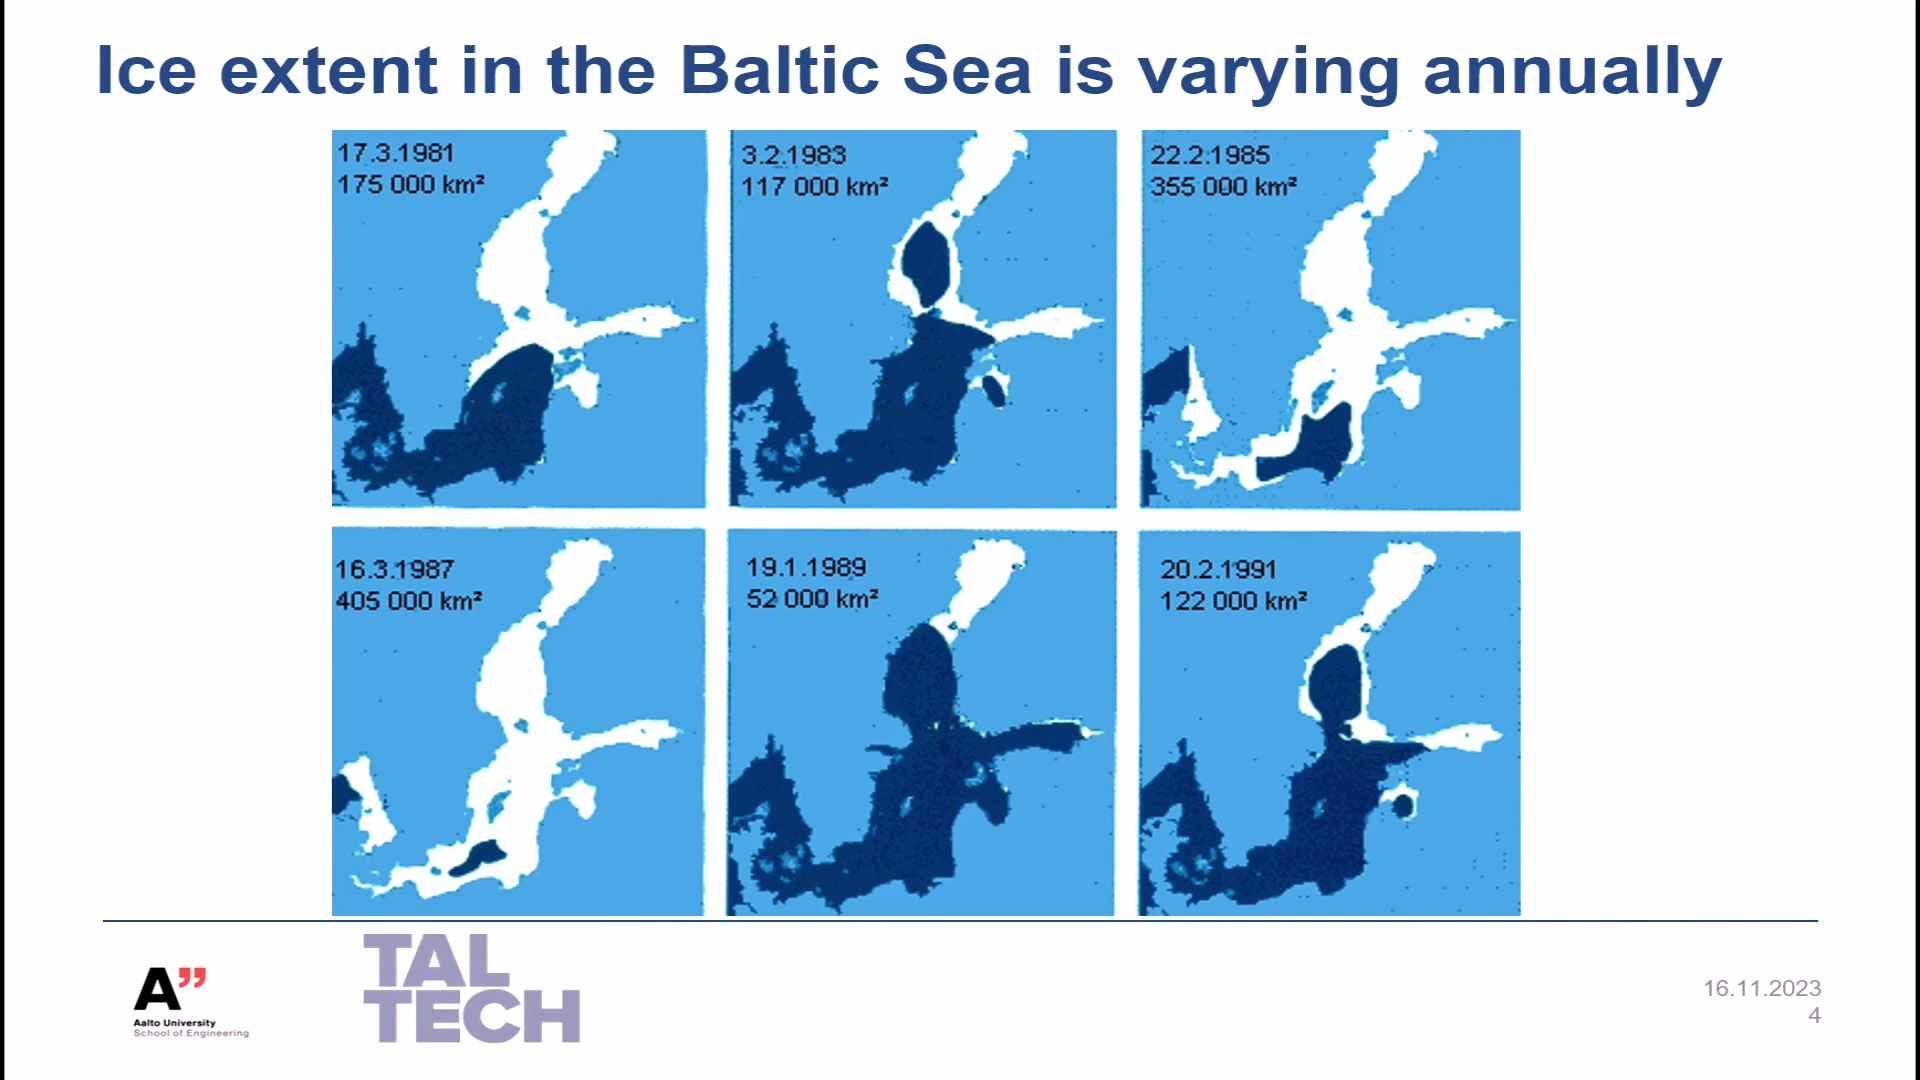 Ice extent in the Baltic Sea is varying annually
17.3.1981
175 000 km²
3.2.1983
117 000 km²
22.2.1985
355 000 km²
16.3.1987
405 000 km²
19.1.1989
52 000 km²
20.2.1991
122 000 km²
A”
Aalto University
School of Engineering
TAL
TECH
16.11.2023
4